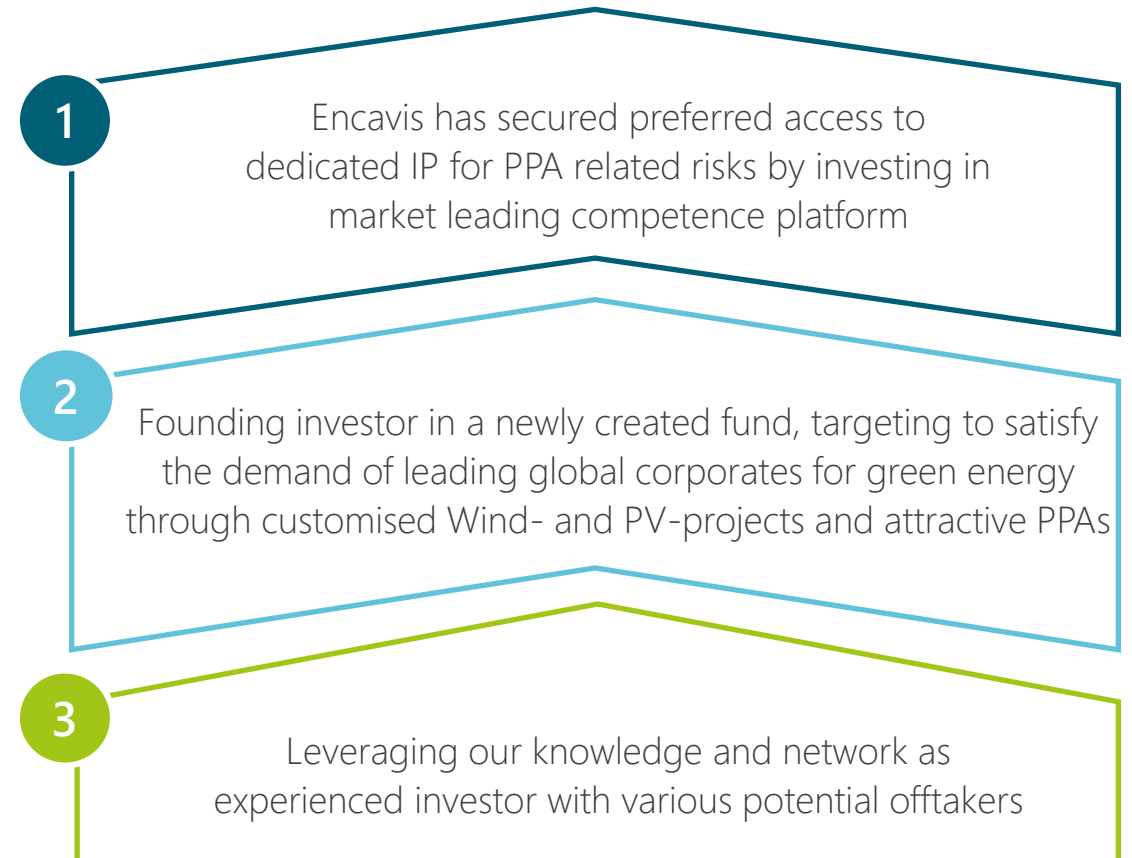 1
Encavis has secured preferred access to
dedicated IP for PPA related risks by investing in
market leading competence platform
2
Founding investor in a newly created fund, targeting to satisfy
the demand of leading global corporates for green energy
through customised Wind- and PV-projects and attractive PPAs
3
Leveraging our knowledge and network as
experienced investor with various potential offtakers